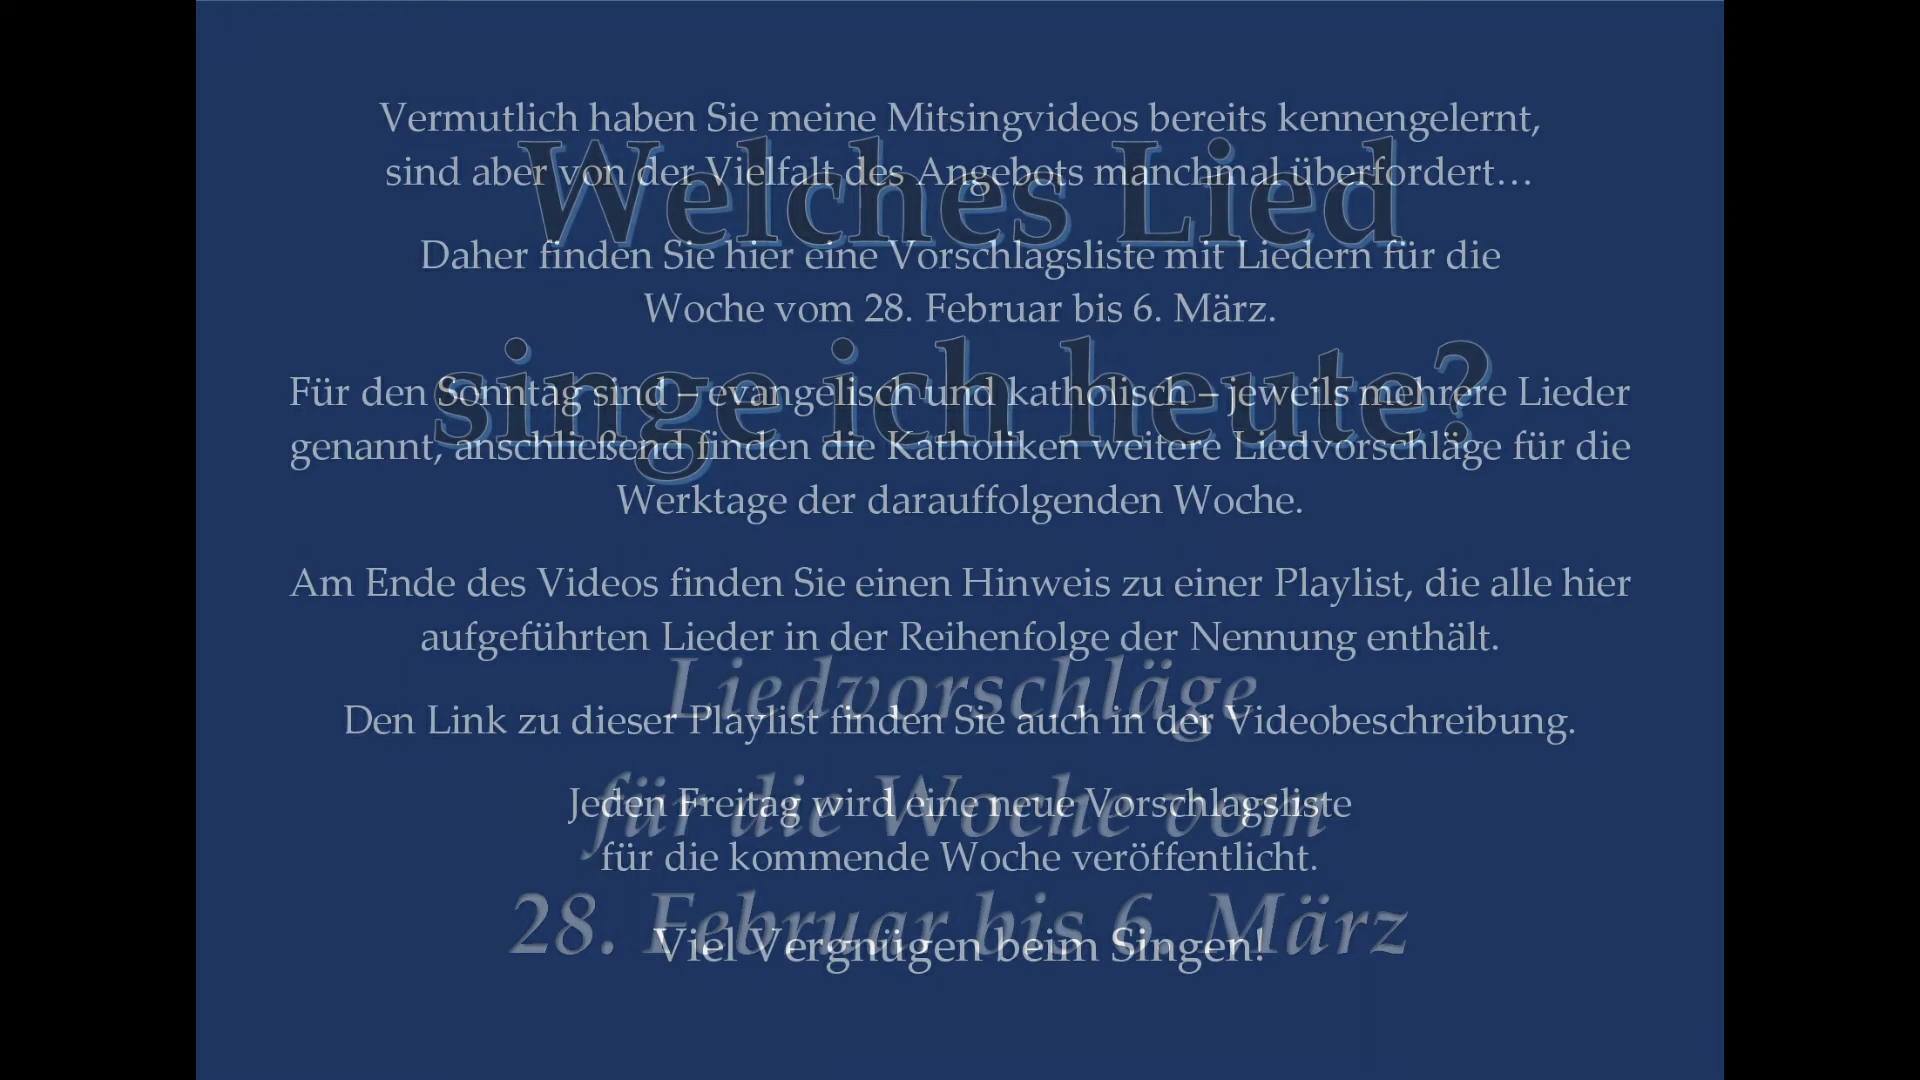 Vermutlich haben Sie meine Mitsingvideos bereits kennengelernt,
sind aber von der Vielfalt des Angebots manchmal überfordert…
Daher finden Sie hier eine Vorschlagsliste mit Liedern für die
Woche vom 28. Februar bis 6. März.
Für den Sonntag sind – evangelisch und katholisch – jeweils mehrere Lieder
genannt, anschließend finden die Katholiken weitere Liedvorschläge für die
Werktage der darauffolgenden Woche.
Am Ende des Videos finden Sie einen Hinweis zu einer Playlist, die alle hier
aufgeführten Lieder in der Reihenfolge der Nennung enthält.
Den Link zu dieser Playlist finden Sie auch in der Videobeschreibung.
Jeden Freitag wird eine neue Vorschlagsliste
für die kommende Woche veröffentlicht.
Viel Vergnügen beim Singen!
Welches Lied
singe ich heute?
Liedvorschläge
für die Woche vom
28. Februar bis 6. März